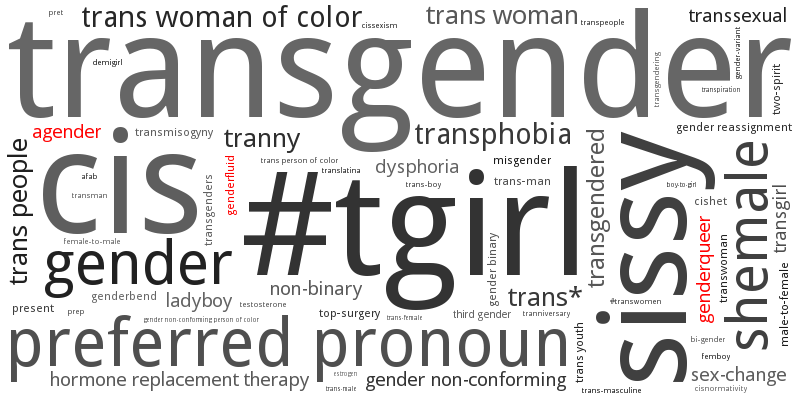 pret
trans woman of color
cissexism
trans woman
transpeople
transsexual
transgender
demigirl
transgendering
gender-variant
transpiration
two-spirit
agender
transmisogyny
tranny
transphobia
gender reassignment
trans people
cis
afab
transman
transgenders
genderfluid
trans person of color
translatina
dysphoria
misgender
trans-boy
trans-man
#tgirl
transgendered
sissy
boy-to-girl
cishet
shemale
transgirl
female-to-male
gender
genderbend
ladyboy
testosterone
non-binary
gender binary
trans*
#transwomen
genderqueer
transwoman
male-to-female
present
prep
gender non-conforming person of color
top-surgery
trans-female
third gender
tranniversary
preferred pronoun
trans youth
bi-gender
femboy
sex-change
hormone replacement therapy
estrogen
trans-male
gender non-conforming
trans-masculine
cisnormativity